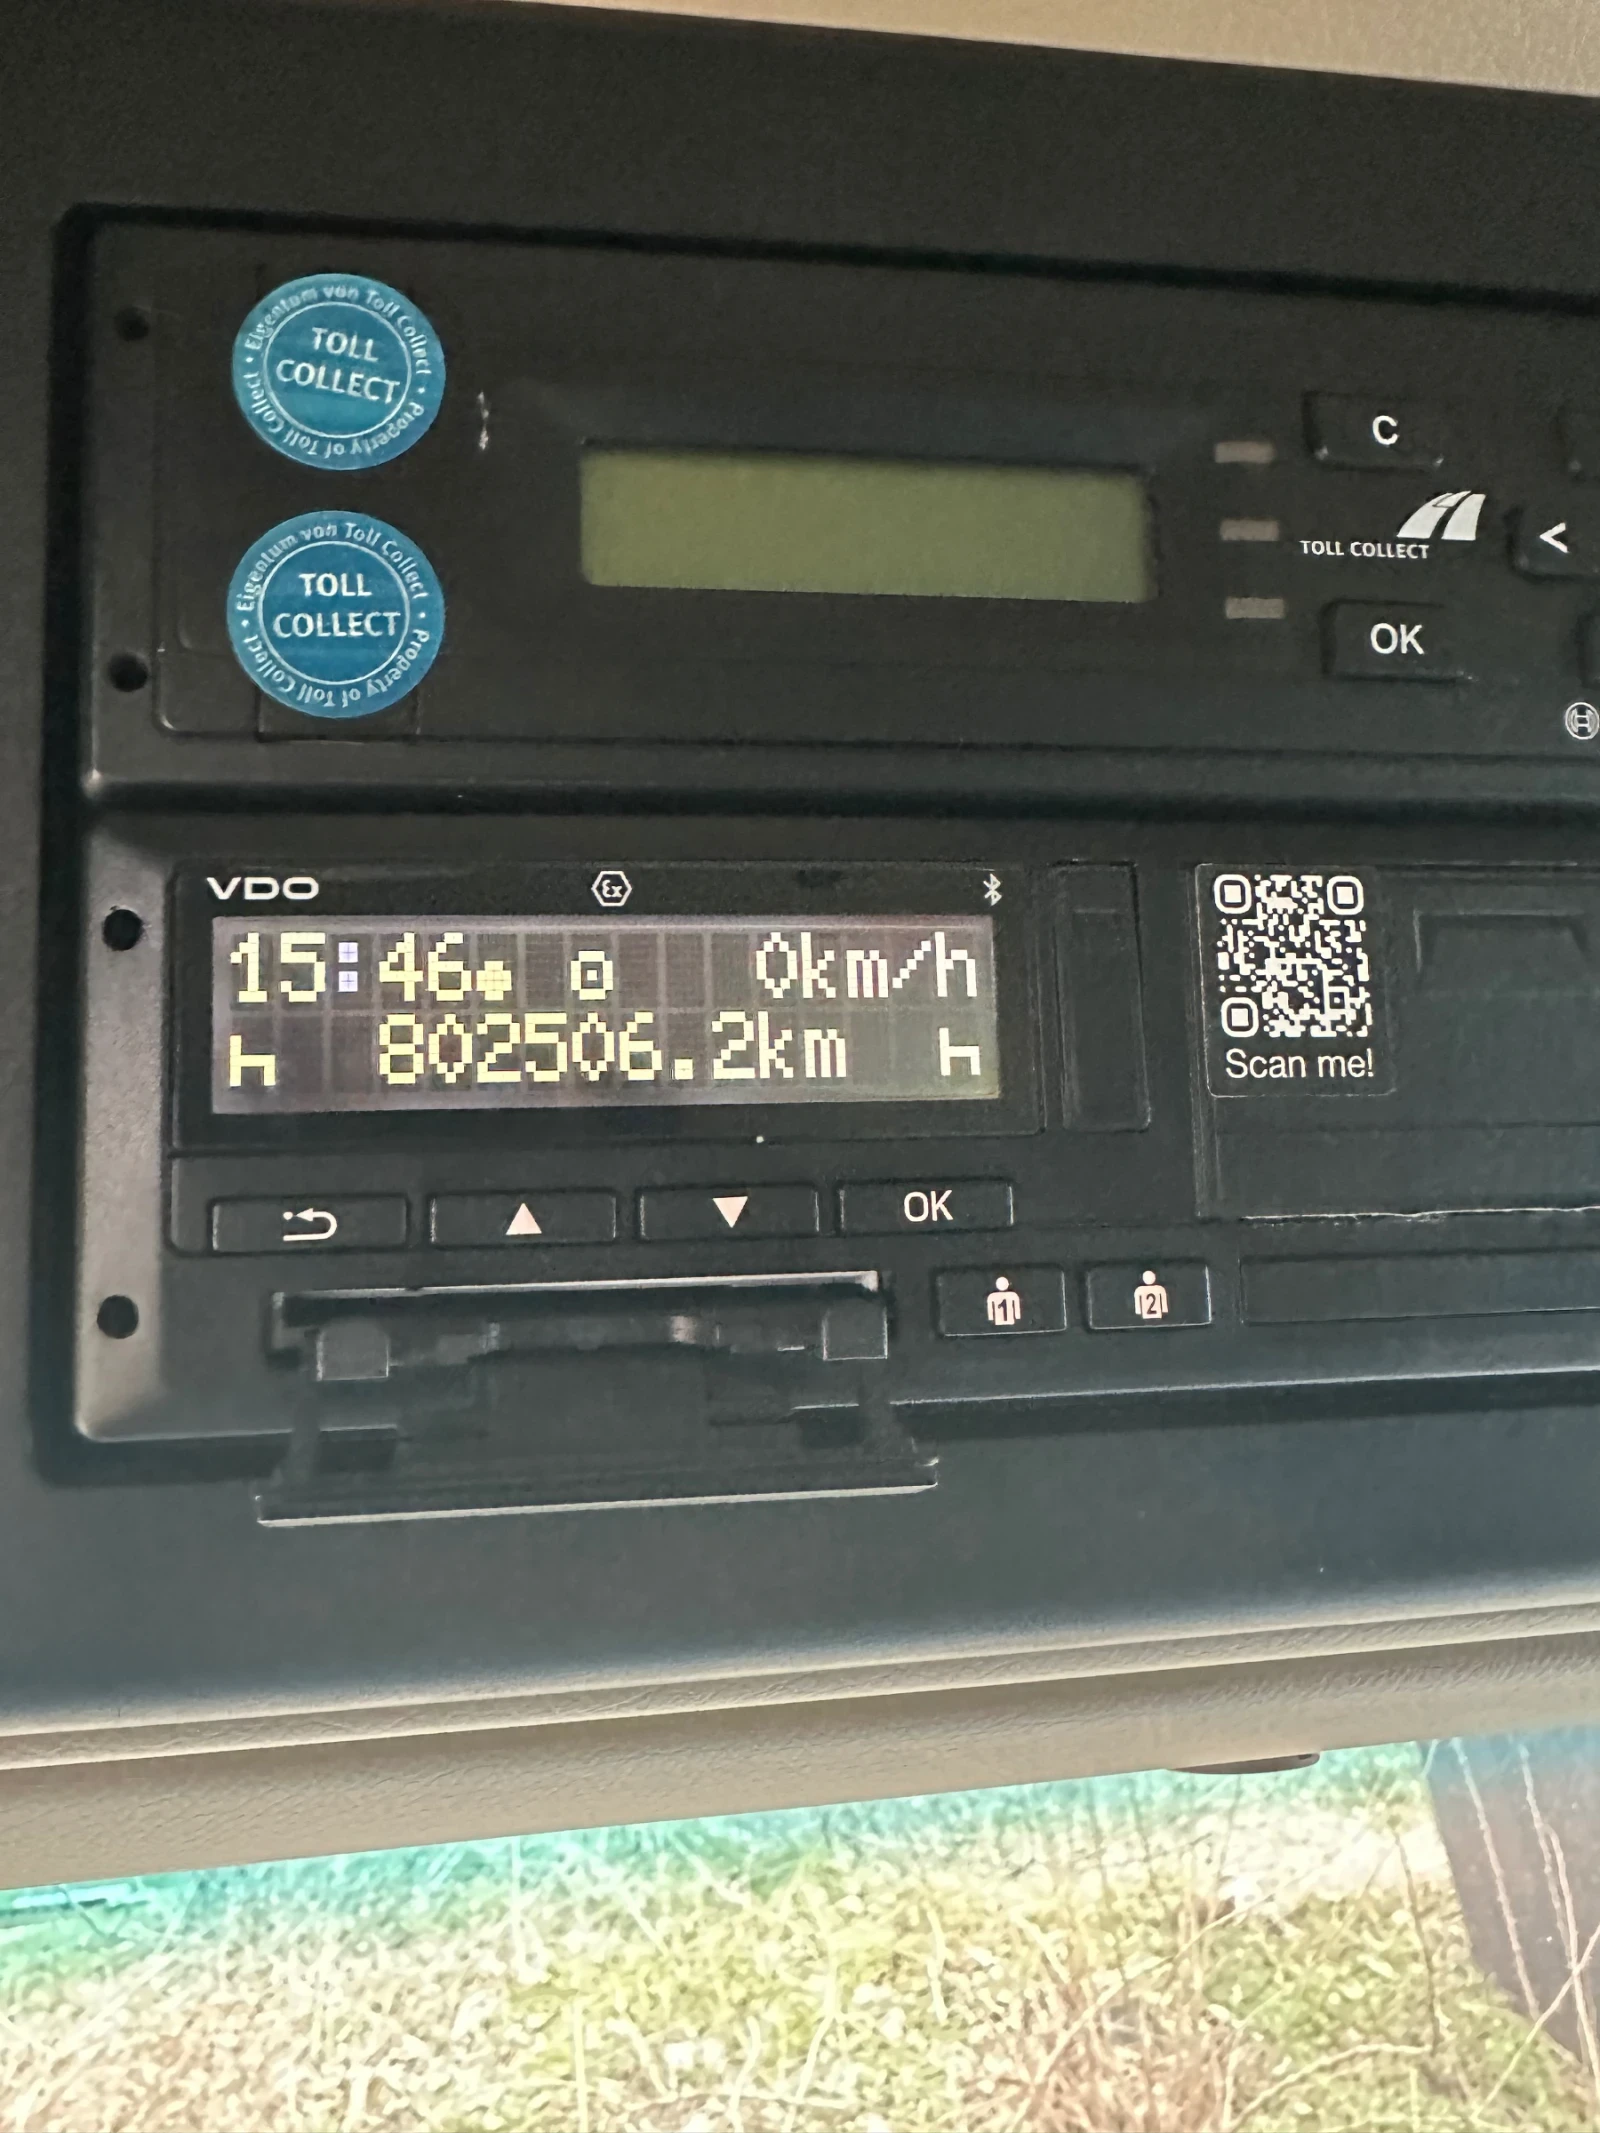 Eigentum von Toll Collect • Property of Toll Collect •
TOLL
COLLECT
Eigentum von Toll Collect • Property of Toll Collect •
TOLL
COLLECT
C
TOLL COLLECT
<
OK
VDO
Ex
15:46● 0km/h
802506.2km
Scan me!
OK
1
2